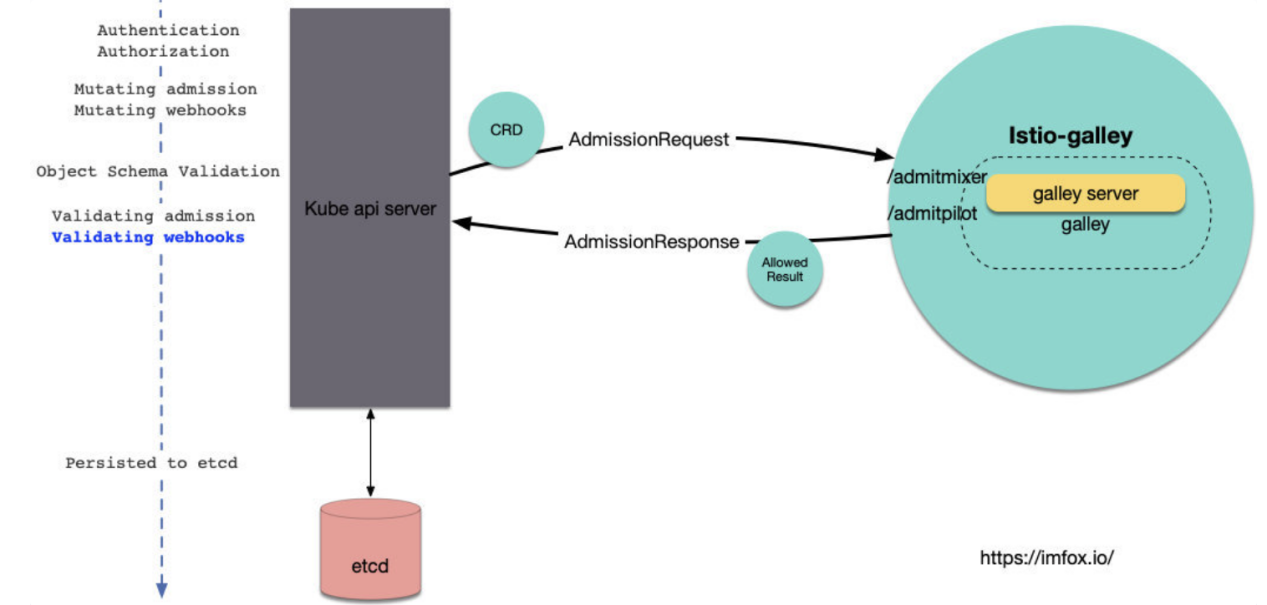 Authentication
Authorization
Mutating admission
Mutating webhooks
Object Schema Validation
Validating admission
Validating webhooks
Persisted to etcd
Kube api server
etcd
CRD
AdmissionRequest
AdmissionResponse
Allowed
Result
Istio-galley
/admitmixer
/admitpilot
galley server
galley
https://imfox.io/